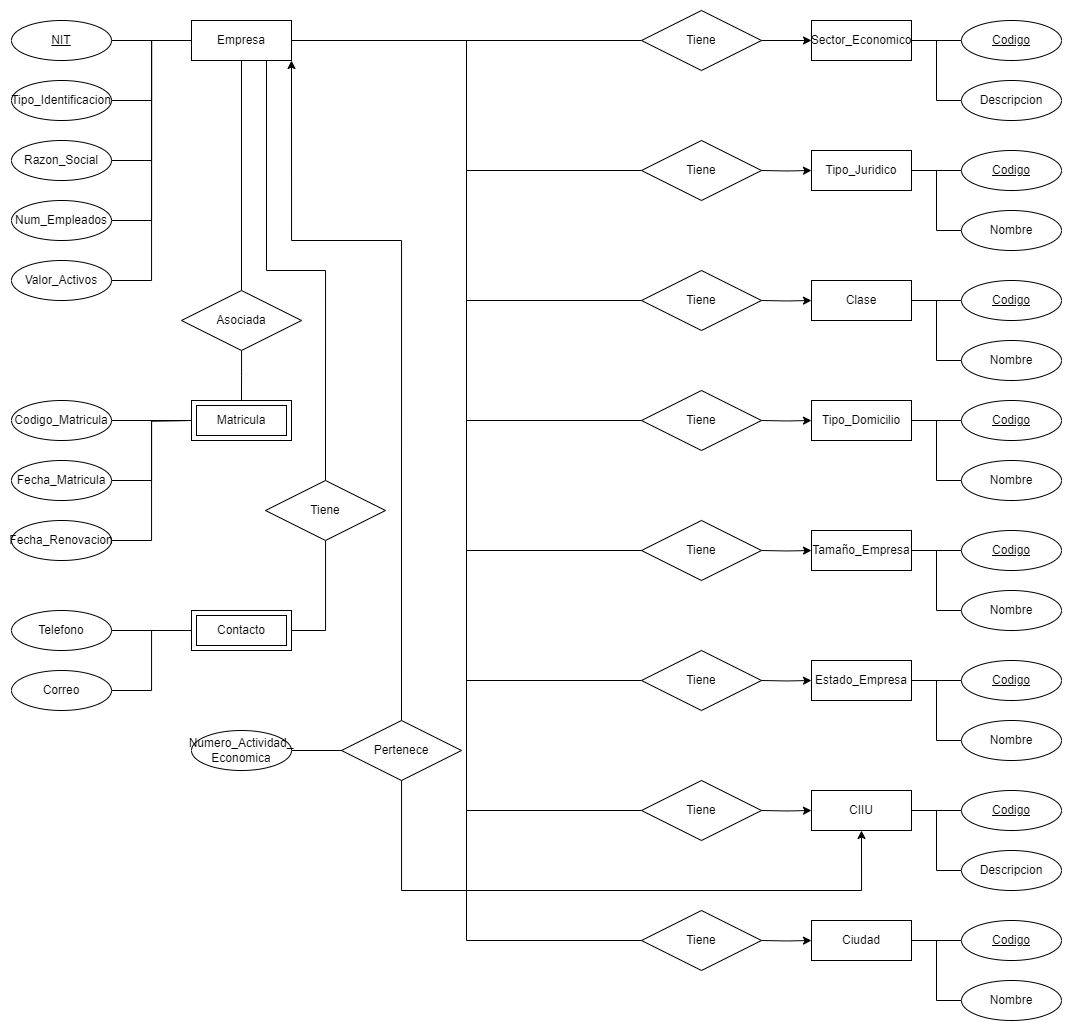 NIT
Empresa
Tiene
Sector_Economico
Codigo
Tipo_Identificacion
Descripcion
Razon_Social
Tiene
Tipo_Juridico
Codigo
Num_Empleados
Nombre
Valor_Activos
Asociada
Tiene
Clase
Codigo
Nombre
Codigo_Matricula
Matricula
Tiene
Tipo_Domicilio
Codigo
Fecha_Matricula
Nombre
Tiene
Fecha_Renovacion
Tiene
Tamaño_Empresa
Codigo
Nombre
Telefono
Contacto
Correo
Tiene
Estado_Empresa
Codigo
Nombre
Numero_Actividad_
Economica
Pertenece
Tiene
CIIU
Codigo
Descripcion
Tiene
Ciudad
Codigo
Nombre